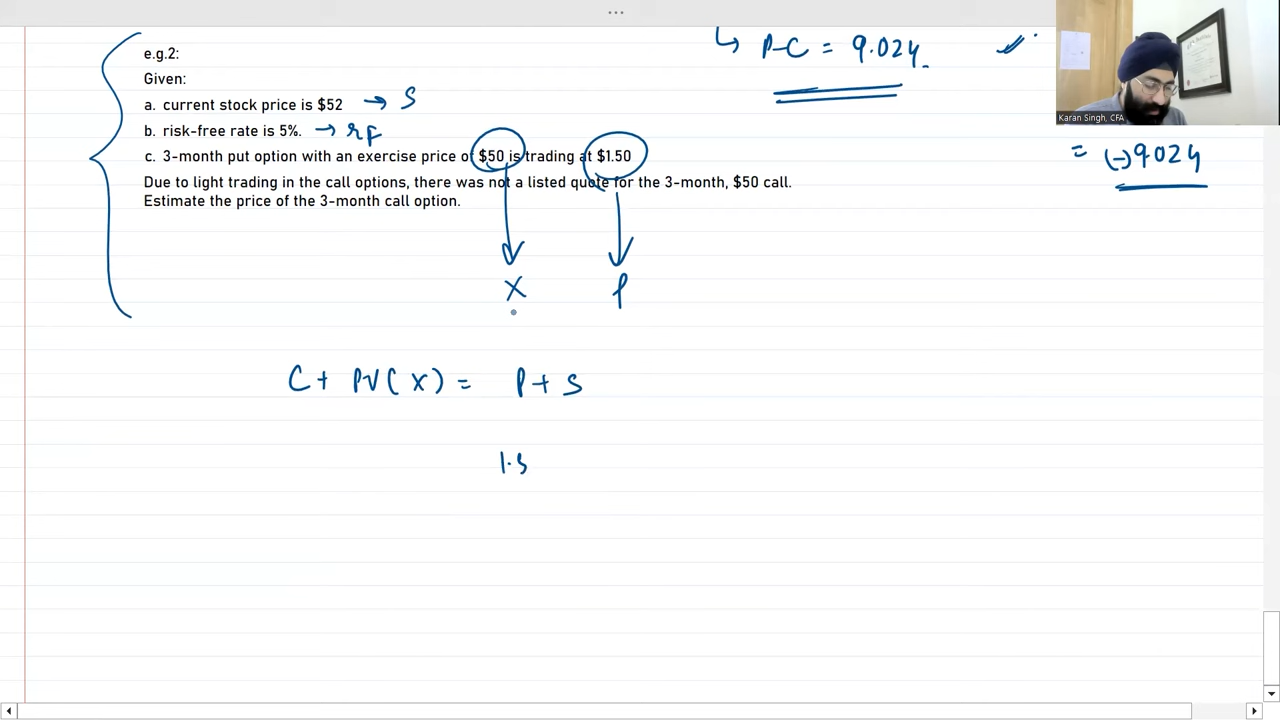 ↳ P-C = 9.024
e.g.2:
Given:
a. current stock price is $52 → S
b. risk-free rate is 5%. → rf
c. 3-month put option with an exercise price of $50 is trading at $1.50
Due to light trading in the call options, there was not a listed quote for the 3-month, $50 call.
Estimate the price of the 3-month call option.
X P
C + PV( X ) = P + S
1.5
Karan Singh, CFA
= (-) 9.024